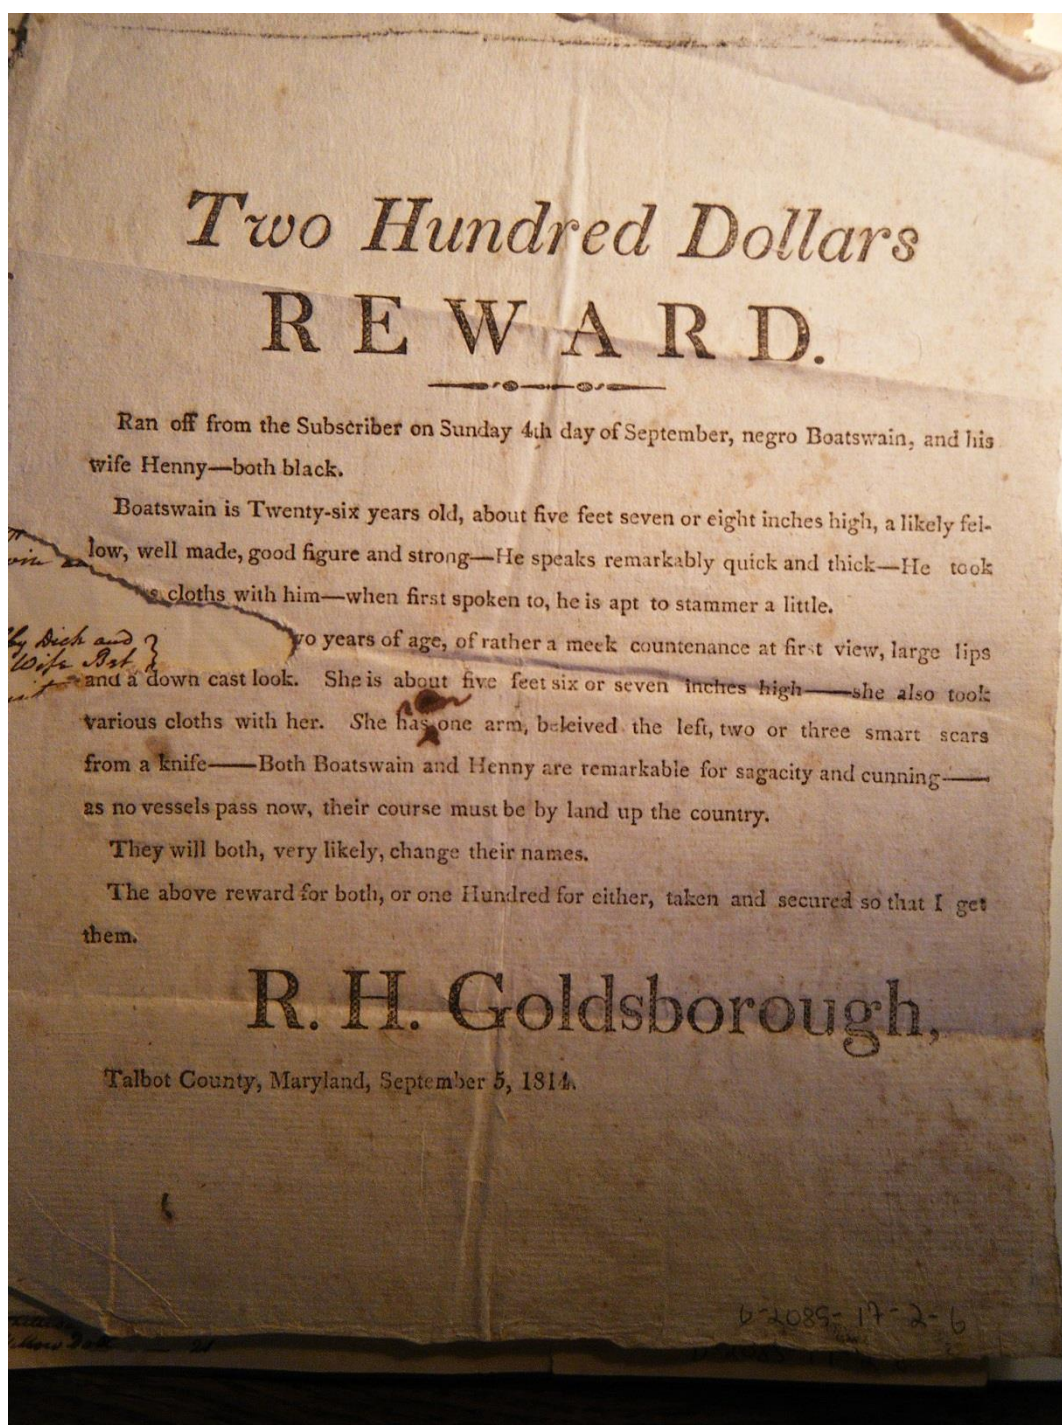 Two Hundred Dollars
REWARD.
Ran off from the Subscriber on Sunday 4th day of September, negro Boatswain, and his
wife Henny—both black.
Boatswain is Twenty-six years old, about five feet seven or eight inches high, a likely fel-
low, well made, good figure and strong—He speaks remarkably quick and thick—He took
cloths with him—when first spoken to, he is apt to stammer a little.
years of age, of rather a meek countenance at first view, large lips
by Dick and
Wife Bet
and a down cast look. She is about five feet six or seven inches high——she also took
various cloths with her. She has one arm, beleived the left, two or three smart scars
from a knife——Both Boatswain and Henny are remarkable for sagacity and cunning——
as no vessels pass now, their course must be by land up the country.
They will both, very likely, change their names.
The above reward for both, or one Hundred for either, taken and secured so that I get
them.
R. H. Goldsborough,
Talbot County, Maryland, September 5, 1814.
6-2089-17-2-6